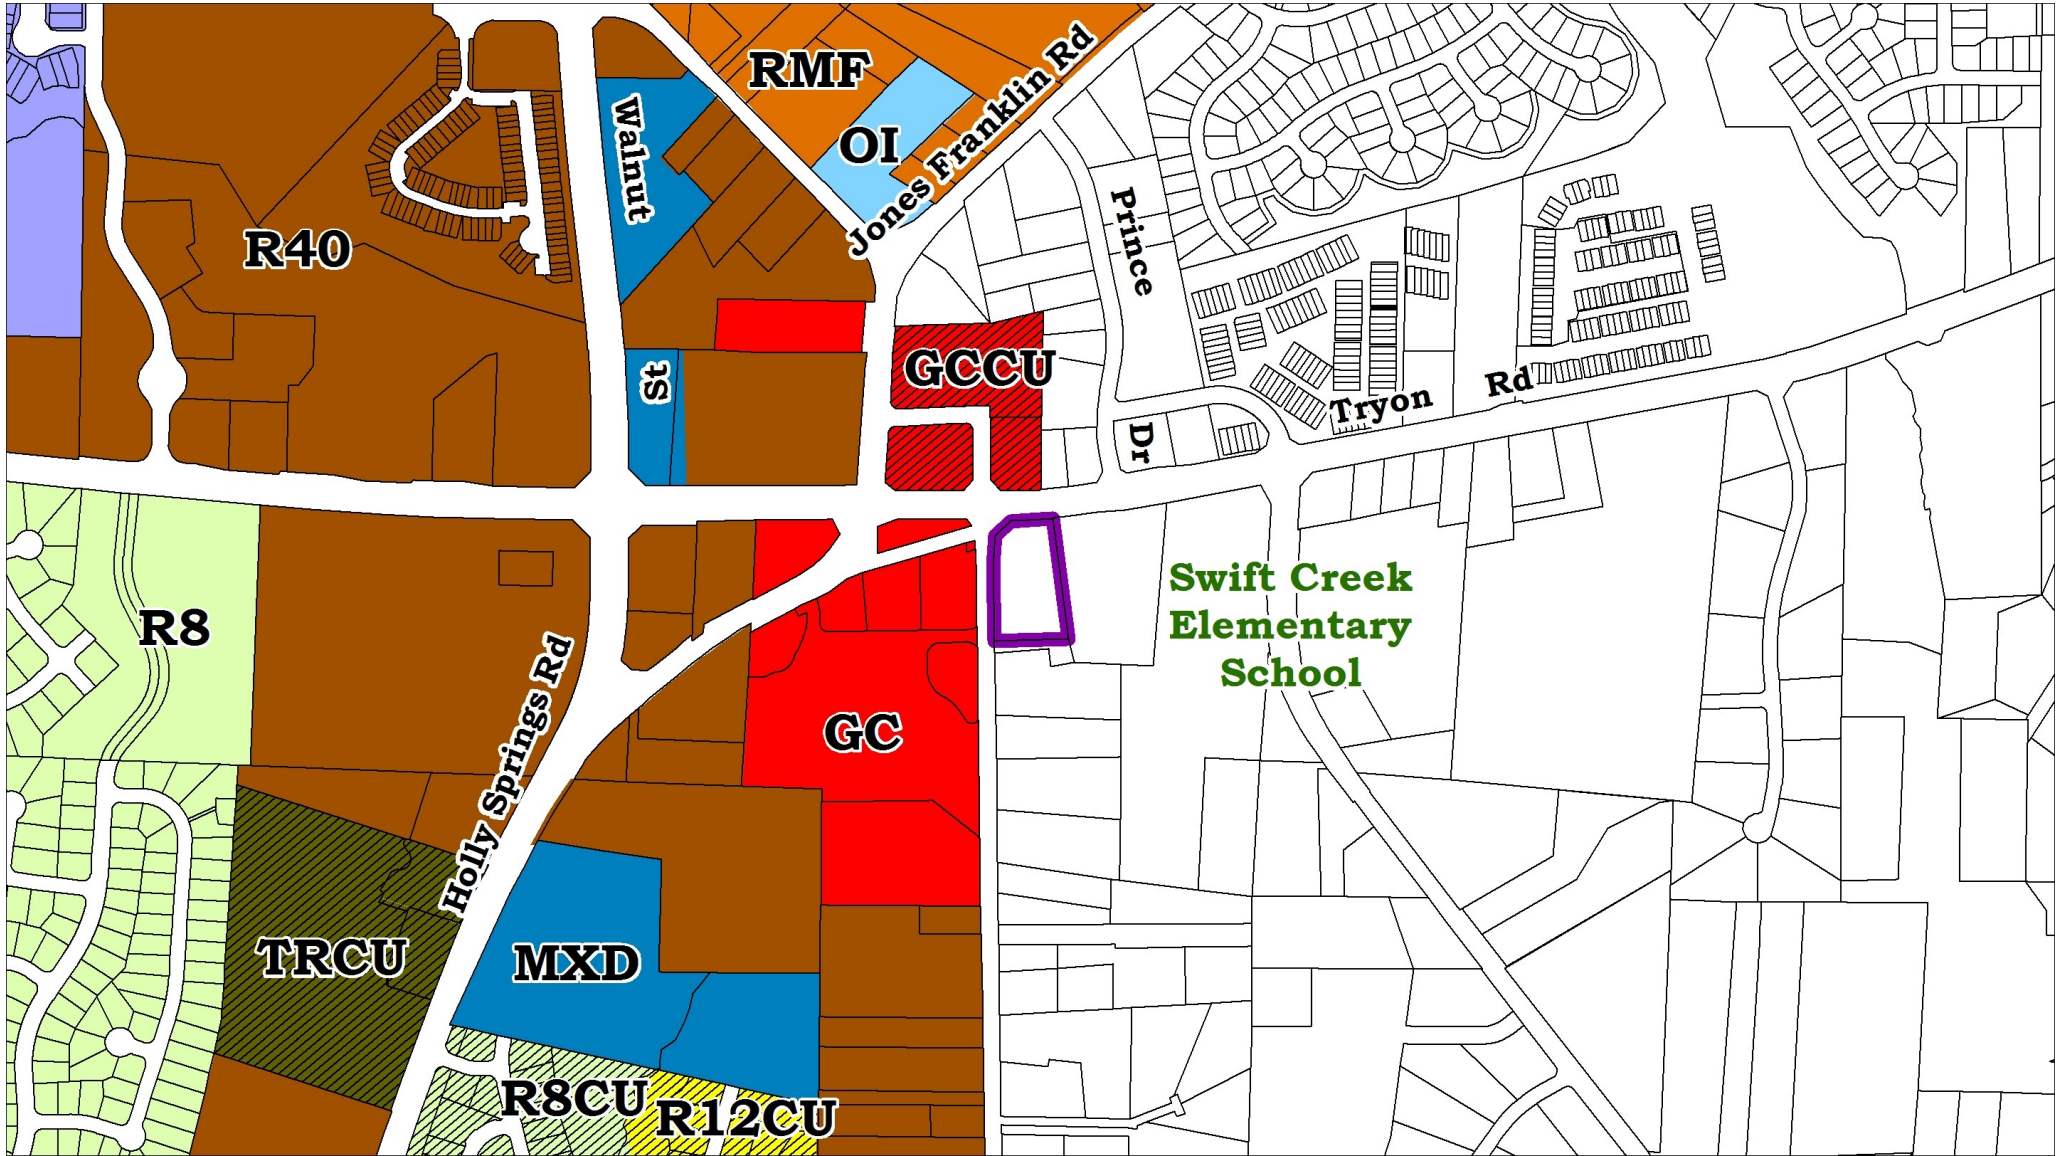 RMF
Jones Franklin Rd
OI
Walnut
Prince
R40
GCCU
St
Tryon Rd
Dr
Swift Creek
Elementary
School
R8
Holly Springs Rd
GC
TRCU
MXD
R8CU
R12CU